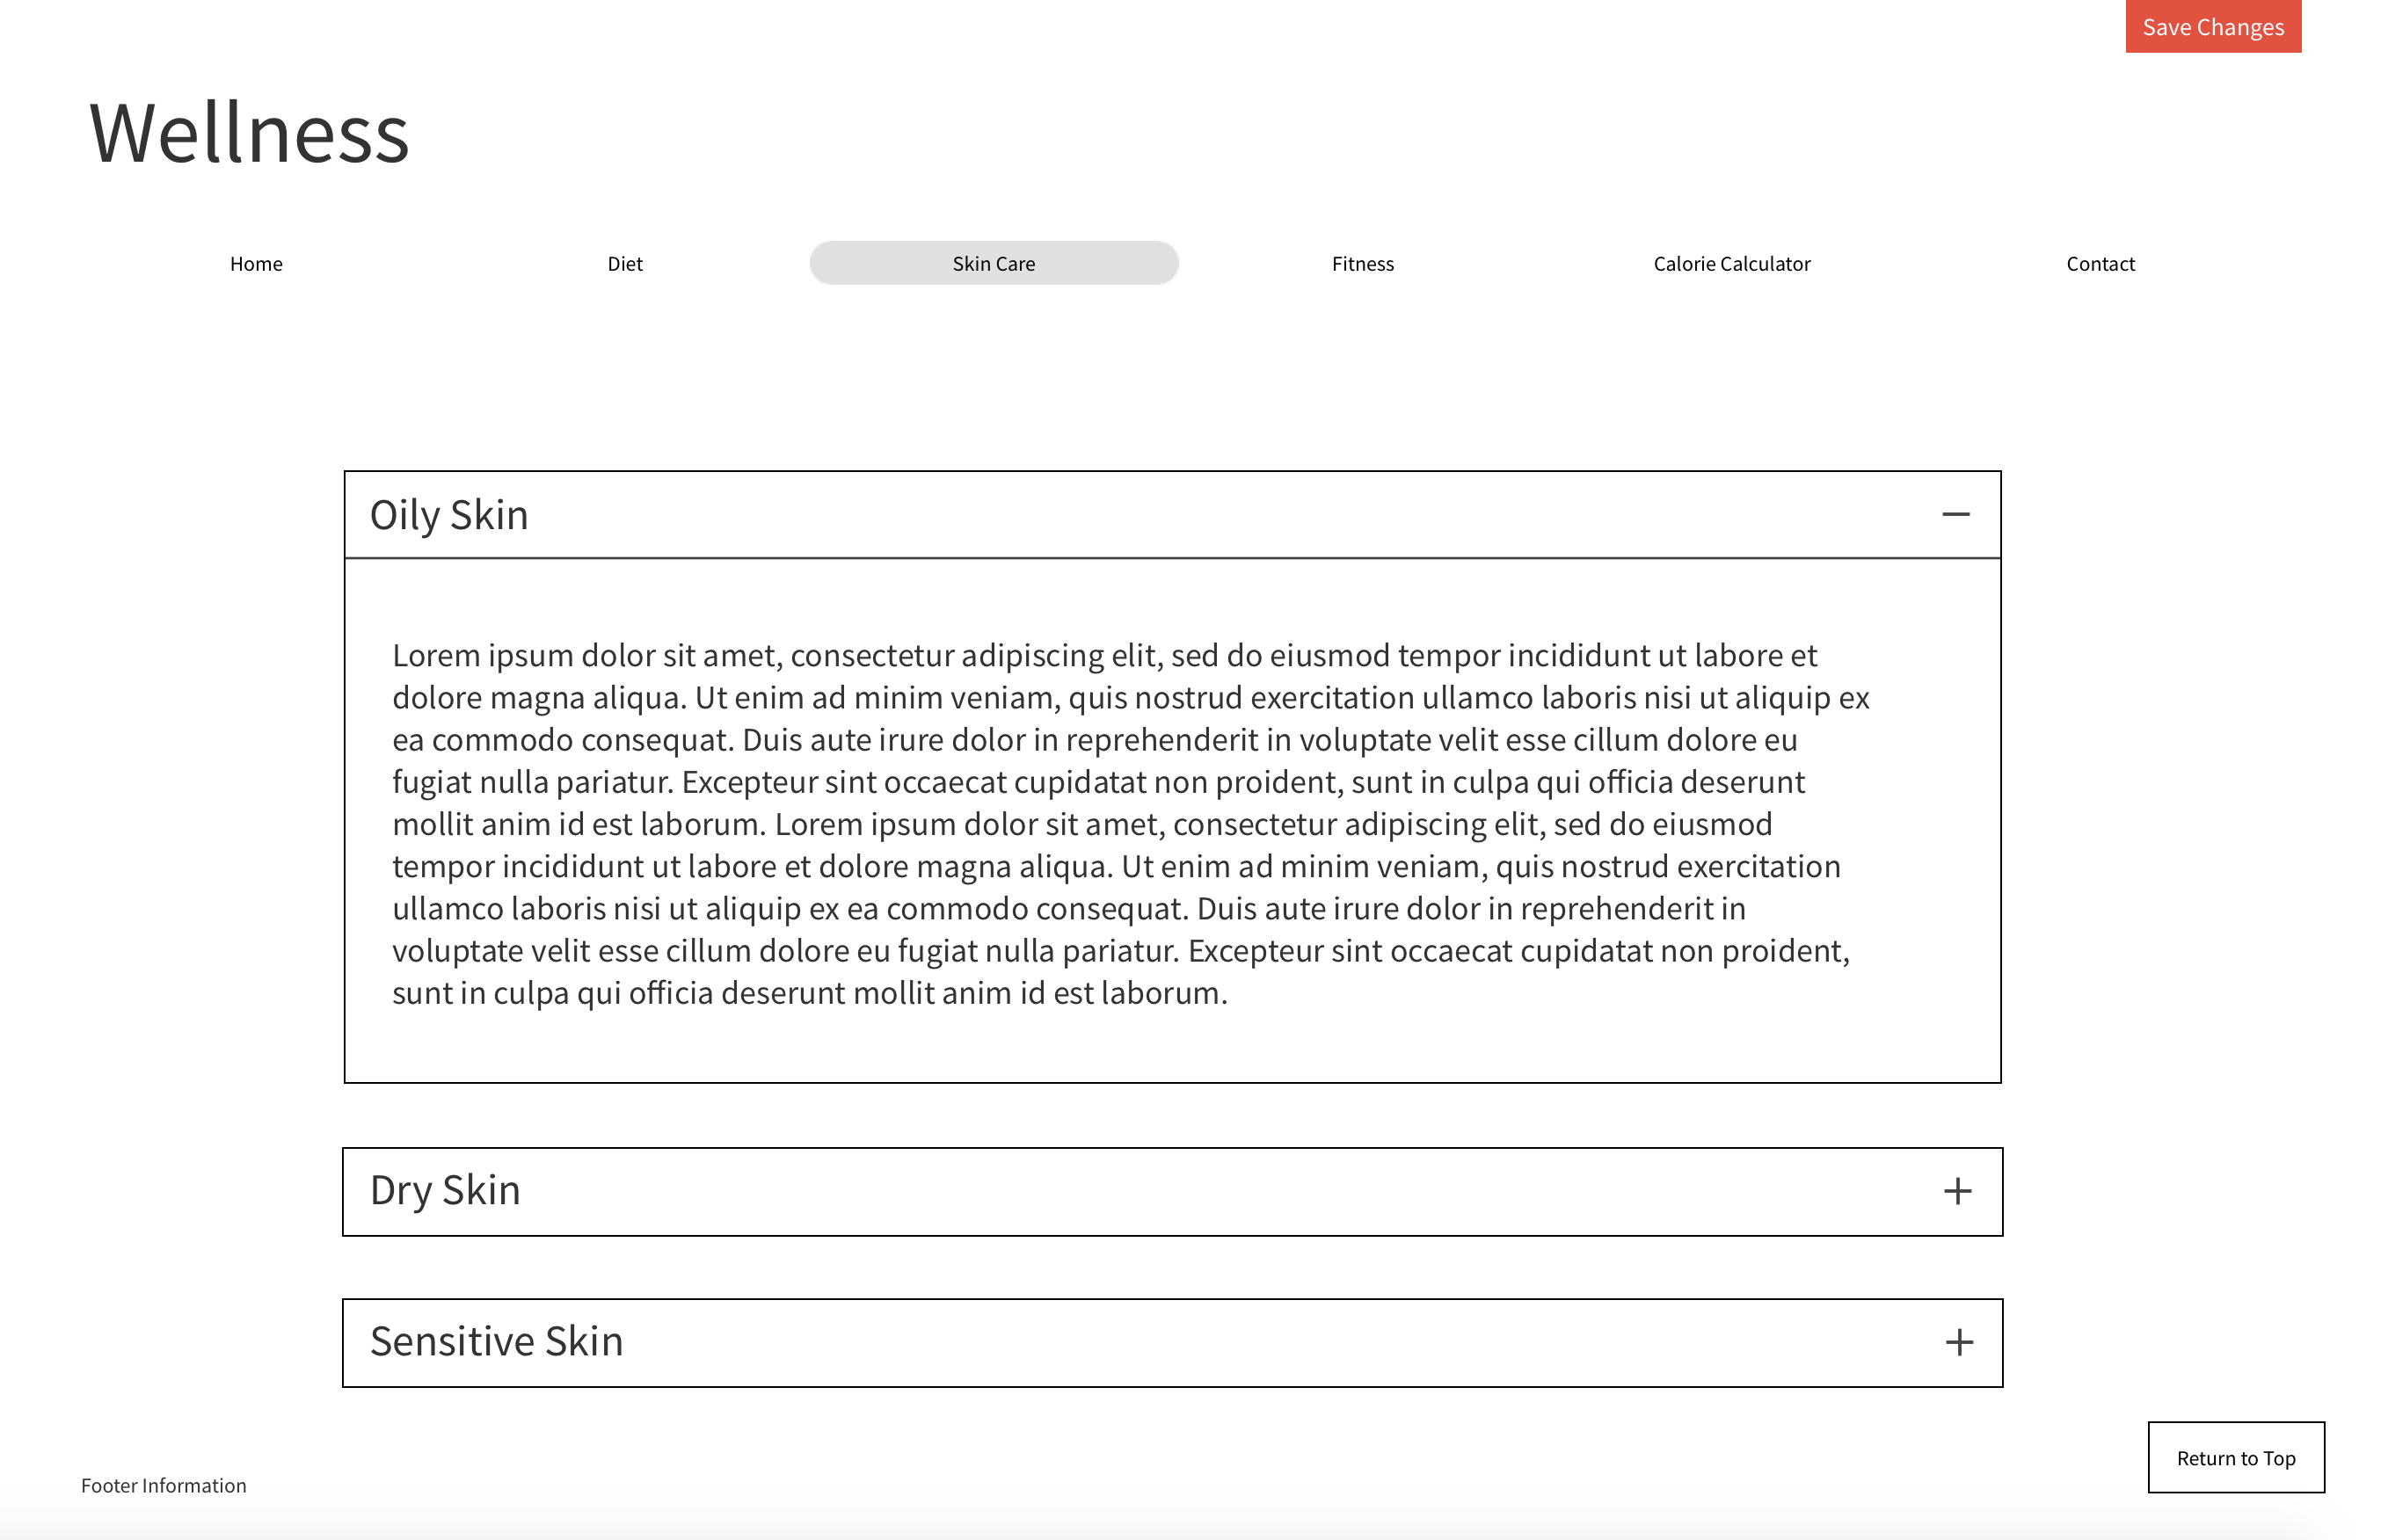 Save Changes
Wellness
Home
Diet
Skin Care
Fitness
Calorie Calculator
Contact
Oily Skin
Lorem ipsum dolor sit amet, consectetur adipiscing elit, sed do eiusmod tempor incididunt ut labore et
dolore magna aliqua. Ut enim ad minim veniam, quis nostrud exercitation ullamco laboris nisi ut aliquip ex
ea commodo consequat. Duis aute irure dolor in reprehenderit in voluptate velit esse cillum dolore eu
fugiat nulla pariatur. Excepteur sint occaecat cupidatat non proident, sunt in culpa qui officia deserunt
mollit anim id est laborum. Lorem ipsum dolor sit amet, consectetur adipiscing elit, sed do eiusmod
tempor incididunt ut labore et dolore magna aliqua. Ut enim ad minim veniam, quis nostrud exercitation
ullamco laboris nisi ut aliquip ex ea commodo consequat. Duis aute irure dolor in reprehenderit in
voluptate velit esse cillum dolore eu fugiat nulla pariatur. Excepteur sint occaecat cupidatat non proident,
sunt in culpa qui officia deserunt mollit anim id est laborum.
Dry Skin
Sensitive Skin
Return to Top
Footer Information